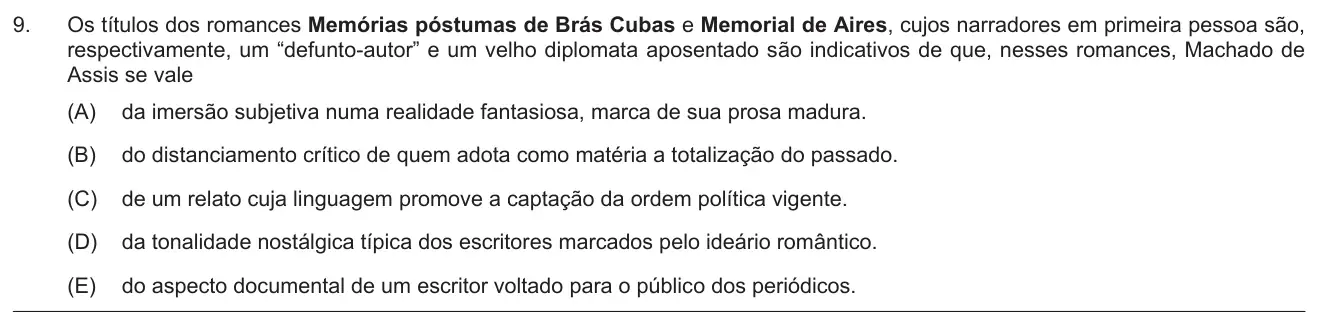 9. Os títulos dos romances Memórias póstumas de Brás Cubas e Memorial de Aires, cujos narradores em primeira pessoa são,
respectivamente, um “defunto-autor” e um velho diplomata aposentado são indicativos de que, nesses romances, Machado de
Assis se vale
(A) da imersão subjetiva numa realidade fantasiosa, marca de sua prosa madura.
(B) do distanciamento crítico de quem adota como matéria a totalização do passado.
(C) de um relato cuja linguagem promove a captação da ordem política vigente.
(D) da tonalidade nostálgica típica dos escritores marcados pelo ideário romântico.
(E) do aspecto documental de um escritor voltado para o público dos periódicos.